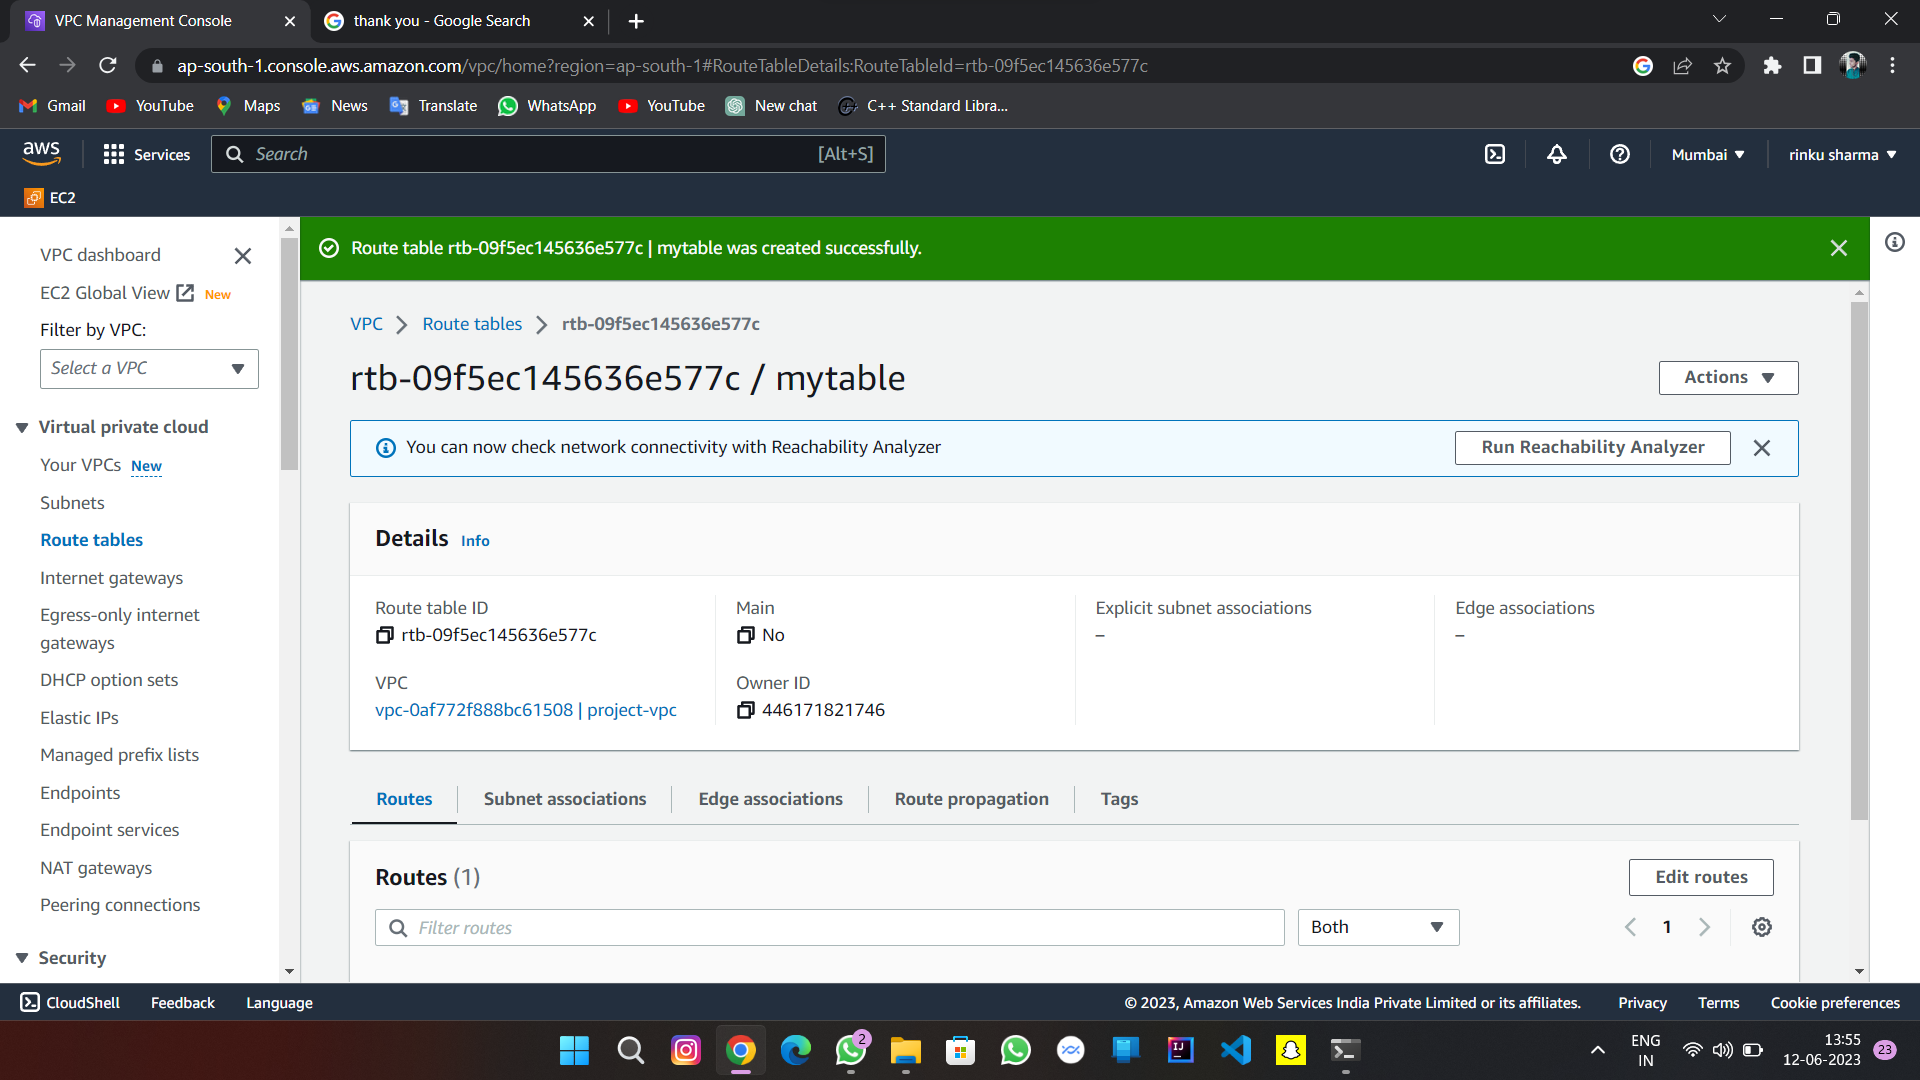 VPC Management Console
thank you - Google Search
ap-south-1.console.aws.amazon.com/vpc/home?region=ap-south-1#RouteTableDetails:RouteTableId=rtb-09f5ec145636e577c
Gmail YouTube Maps News Translate WhatsApp YouTube New chat C++ Standard Libra...
aws Services Search [Alt+S] Mumbai rinku sharma
EC2
VPC dashboard
EC2 Global View New
Filter by VPC:
Select a VPC
Virtual private cloud
Your VPCs New
Subnets
Route tables
Internet gateways
Egress-only internet
gateways
DHCP option sets
Elastic IPs
Managed prefix lists
Endpoints
Endpoint services
NAT gateways
Peering connections
Security
Route table rtb-09f5ec145636e577c | mytable was created successfully.
VPC Route tables rtb-09f5ec145636e577c
rtb-09f5ec145636e577c / mytable
Actions
You can now check network connectivity with Reachability Analyzer
Run Reachability Analyzer
Details Info
Route table ID
rtb-09f5ec145636e577c
Main
No
Explicit subnet associations
–
Edge associations
–
VPC
vpc-0af772f888bc61508 | project-vpc
Owner ID
446171821746
Routes Subnet associations Edge associations Route propagation Tags
Routes (1)
Edit routes
Filter routes
Both
1
CloudShell Feedback Language
© 2023, Amazon Web Services India Private Limited or its affiliates. Privacy Terms Cookie preferences
2
IJ
ENG
IN
13:55
12-06-2023
23